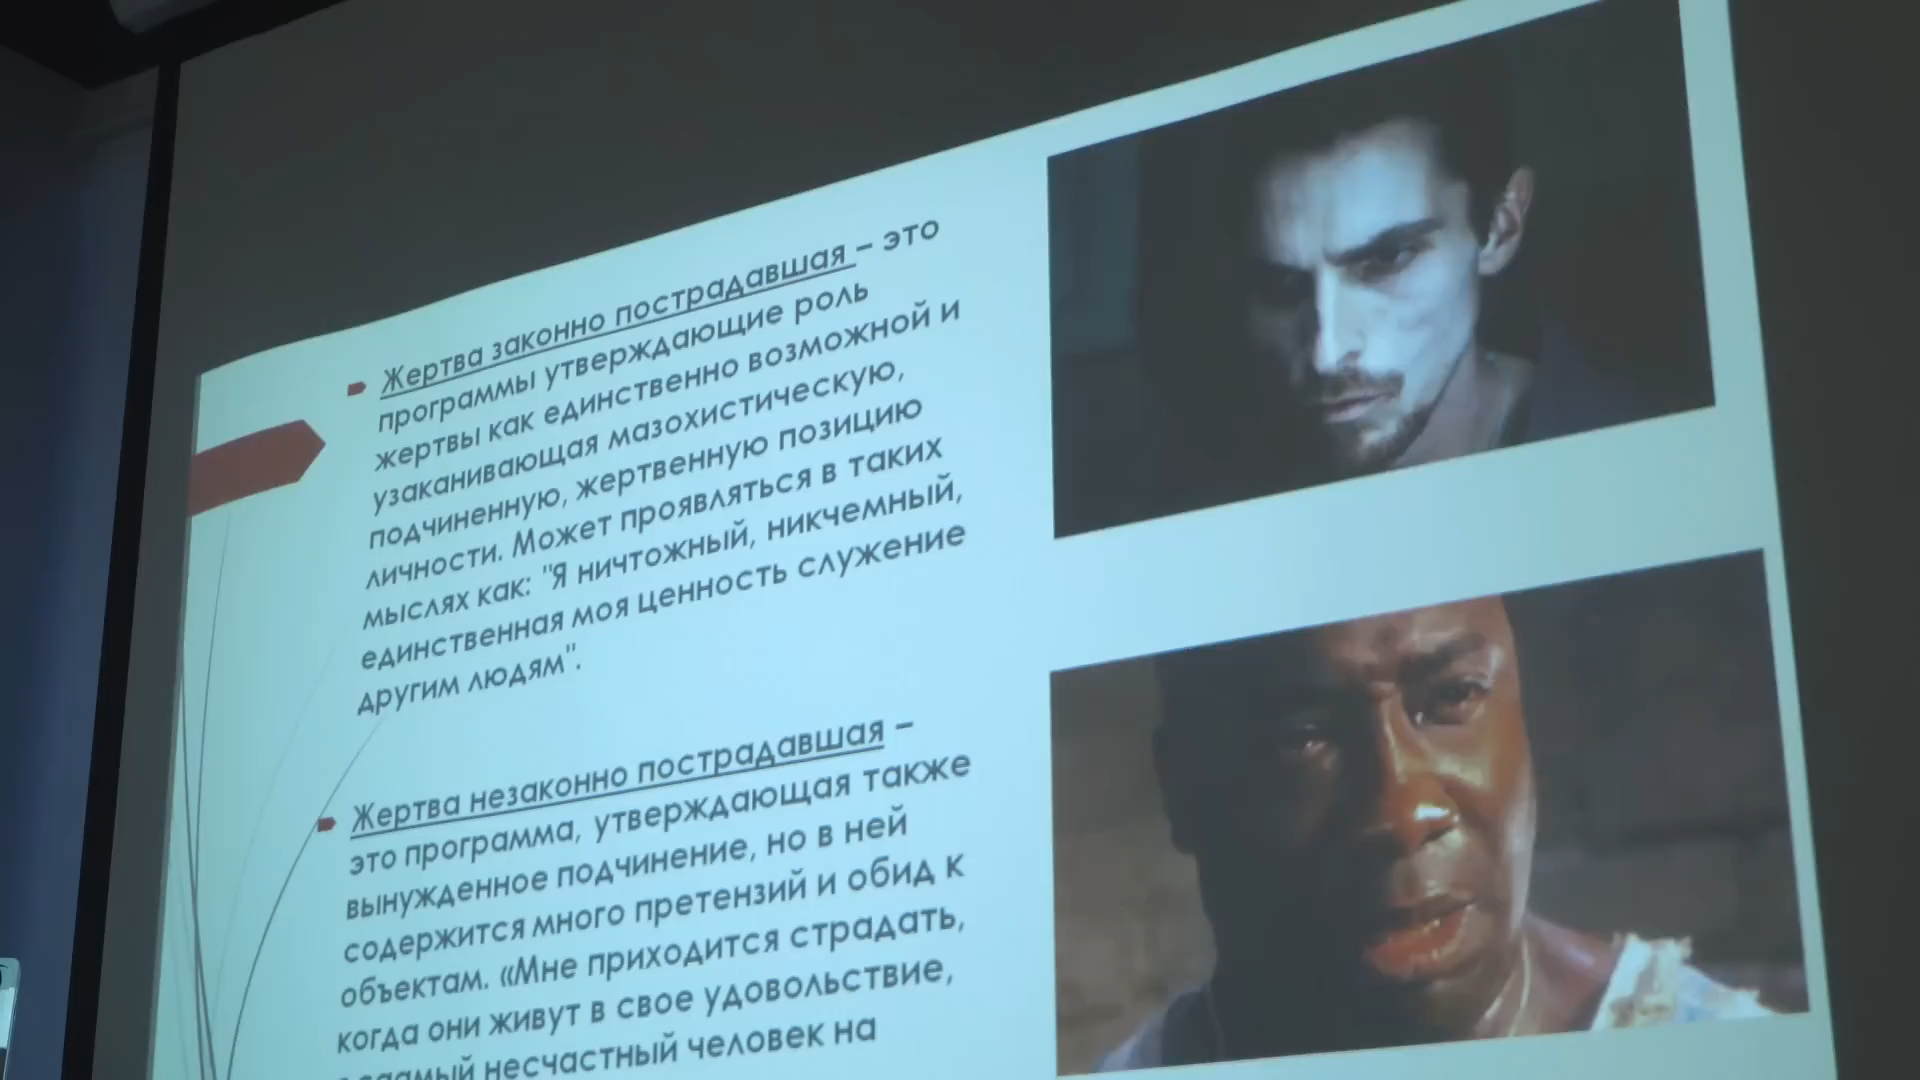 Жертва законно пострадавшая – это
программы утверждающие роль
жертвы как единственно возможной и
узаканивающая мазохистическую,
подчиненную, жертвенную позицию
личности. Может проявляться в таких
мыслях как: "Я ничтожный, никчемный,
единственная моя ценность служение
другим людям".
Жертва незаконно пострадавшая –
это программа, утверждающая также
вынужденное подчинение, но в ней
содержится много претензий и обид к
объектам. «Мне приходится страдать,
когда они живут в свое удовольствие,
несчастный человек на